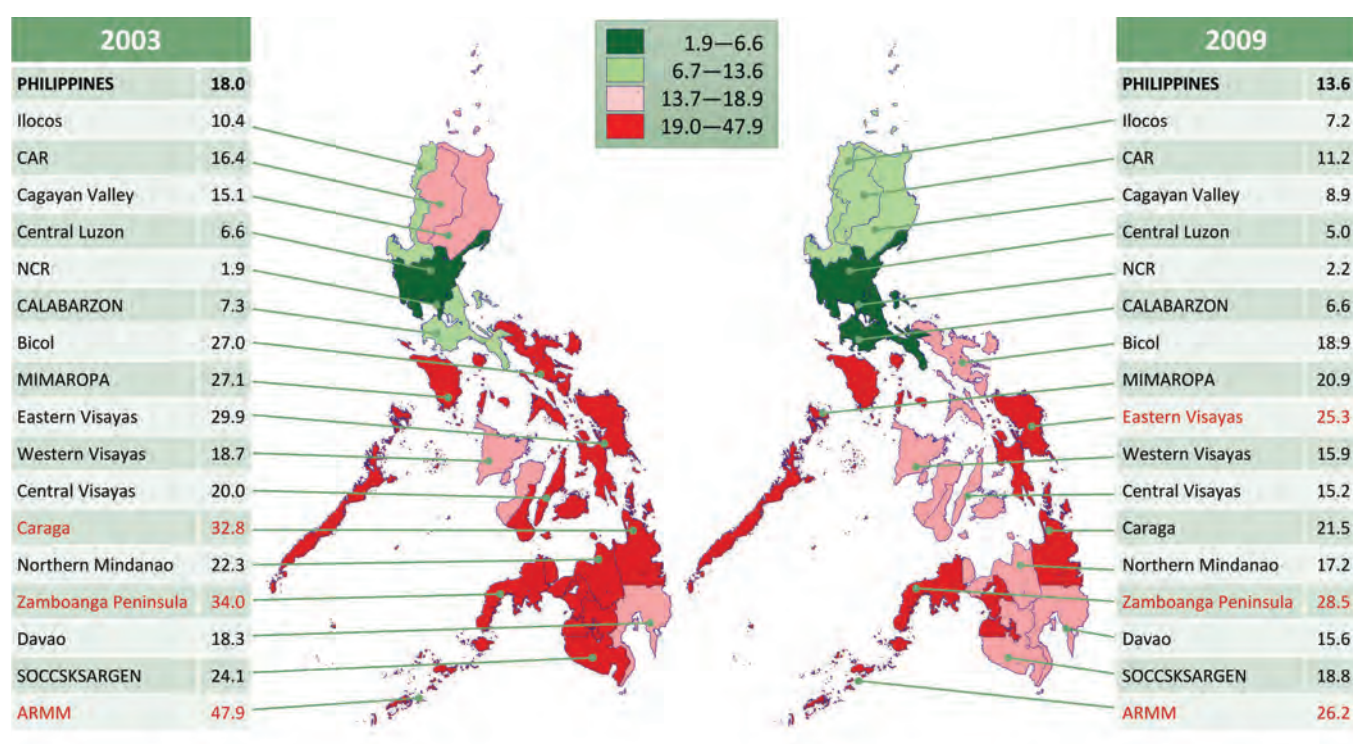 2003
PHILIPPINES 18.0
Ilocos 10.4
CAR 16.4
Cagayan Valley 15.1
Central Luzon 6.6
NCR 1.9
CALABARZON 7.3
Bicol 27.0
MIMAROPA 27.1
Eastern Visayas 29.9
Western Visayas 18.7
Central Visayas 20.0
Caraga 32.8
Northern Mindanao 22.3
Zamboanga Peninsula 34.0
Davao 18.3
SOCCSKSARGEN 24.1
ARMM 47.9
1.9—6.6
6.7—13.6
13.7—18.9
19.0—47.9
2009
PHILIPPINES 13.6
Ilocos 7.2
CAR 11.2
Cagayan Valley 8.9
Central Luzon 5.0
NCR 2.2
CALABARZON 6.6
Bicol 18.9
MIMAROPA 20.9
Eastern Visayas 25.3
Western Visayas 15.9
Central Visayas 15.2
Caraga 21.5
Northern Mindanao 17.2
Zamboanga Peninsula 28.5
Davao 15.6
SOCCSKSARGEN 18.8
ARMM 26.2